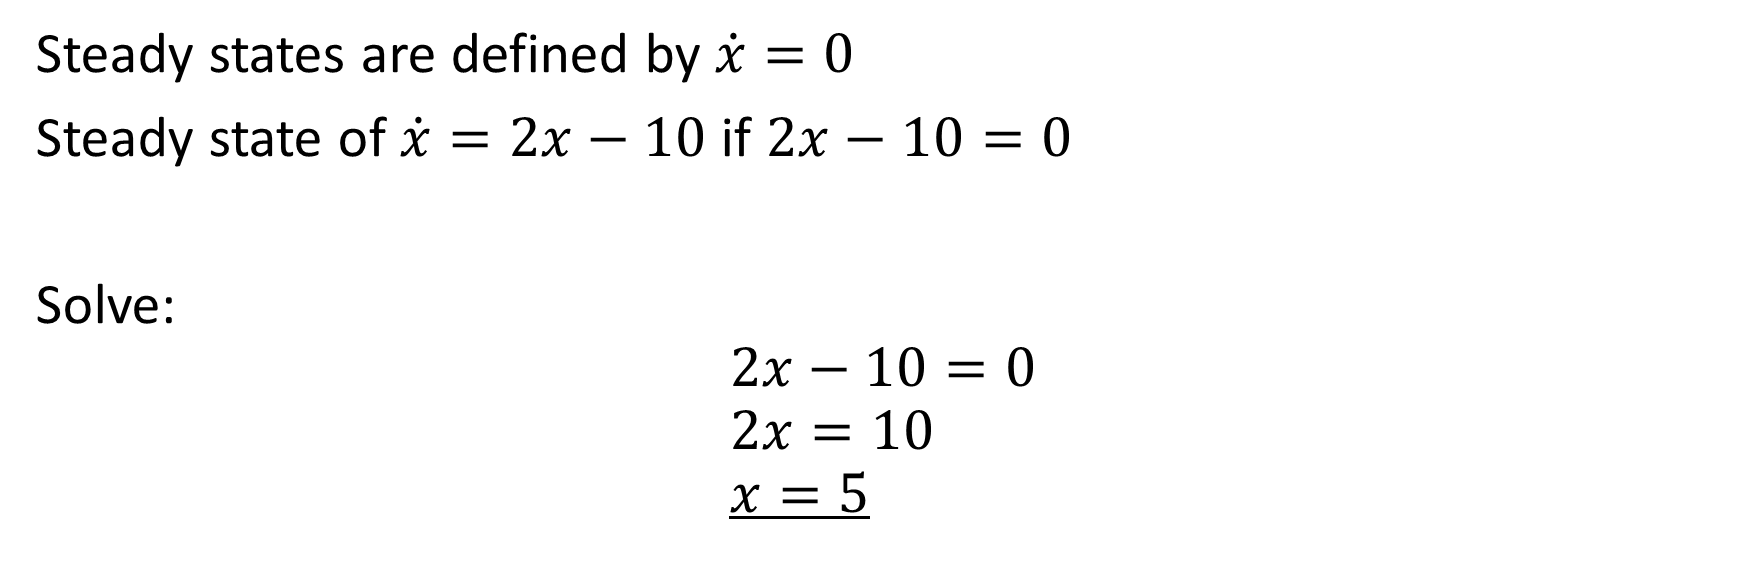 Steady states are defined by ẋ = 0
Steady state of ẋ = 2x − 10 if 2x − 10 = 0
Solve:
2x − 10 = 0
2x = 10
x = 5